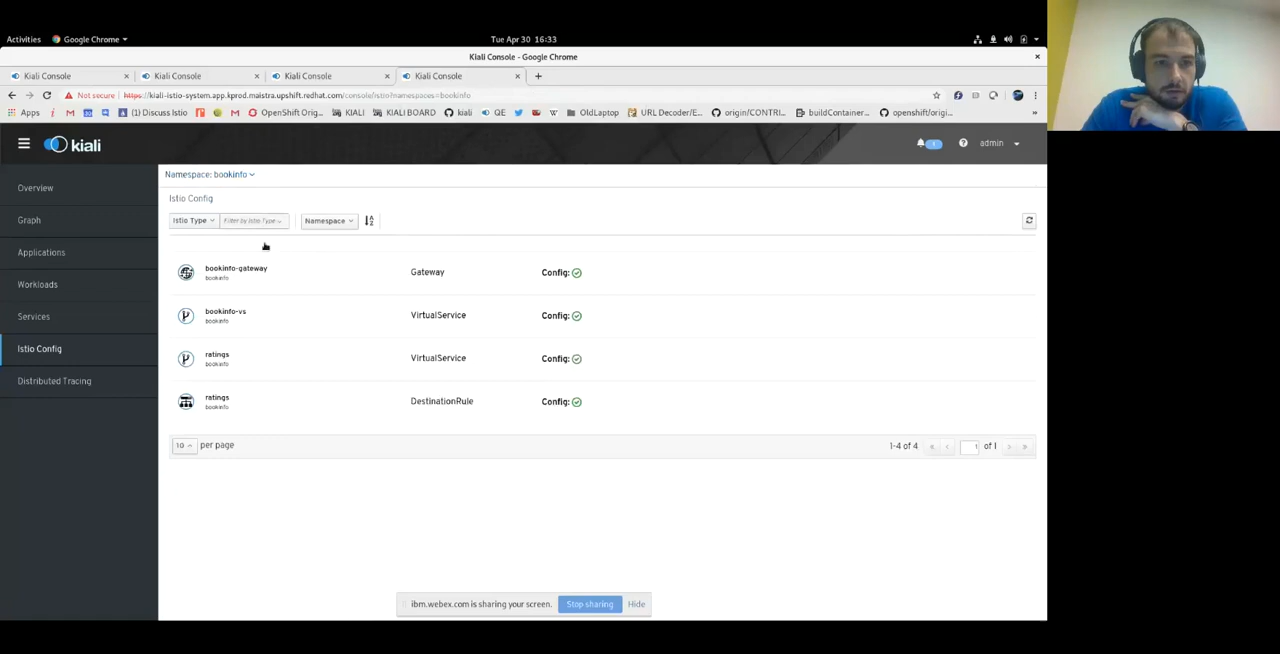 Activities Google Chrome Tue Apr 30 16:33
Kiali Console - Google Chrome
Kiali Console × Kiali Console × Kiali Console × Kiali Console × +
Not secure | https://kiali-istio-system.app.kprod.maistra.upshift.redhat.com/console/istio?namespaces=bookinfo
Apps (1) Discuss Istio OpenShift Orig... KIALI KIALI BOARD kiali QE OldLaptop URL Decoder/E... origin/CONTRI... buildContainer... openshift/origi... »
kiali 1 admin
Namespace: bookinfo
Overview
Graph
Applications
Workloads
Services
Istio Config
Distributed Tracing
Istio Config
Istio Type Filter by Istio Type Namespace
bookinfo-gateway Gateway Config:
bookinfo
bookinfo-vs VirtualService Config:
bookinfo
ratings VirtualService Config:
bookinfo
ratings DestinationRule Config:
bookinfo
10 per page 1-4 of 4 « ‹ 1 of 1 › »
ibm.webex.com is sharing your screen. Stop sharing Hide